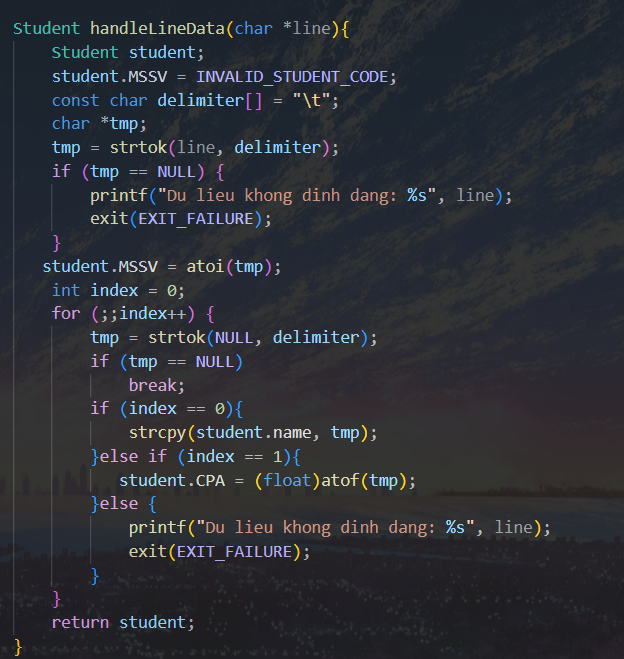 Student handleLineData(char *line){
    Student student;
    student.MSSV = INVALID_STUDENT_CODE;
    const char delimiter[] = "\t";
    char *tmp;
    tmp = strtok(line, delimiter);
    if (tmp == NULL) {
        printf("Du lieu khong dinh dang: %s", line);
        exit(EXIT_FAILURE);
    }
   student.MSSV = atoi(tmp);
    int index = 0;
    for (;;index++) {
        tmp = strtok(NULL, delimiter);
        if (tmp == NULL)
            break;
        if (index == 0){
            strcpy(student.name, tmp);
        }else if (index == 1){
           student.CPA = (float)atof(tmp);
        }else {
            printf("Du lieu khong dinh dang: %s", line);
            exit(EXIT_FAILURE);
        }
    }
    return student;
}